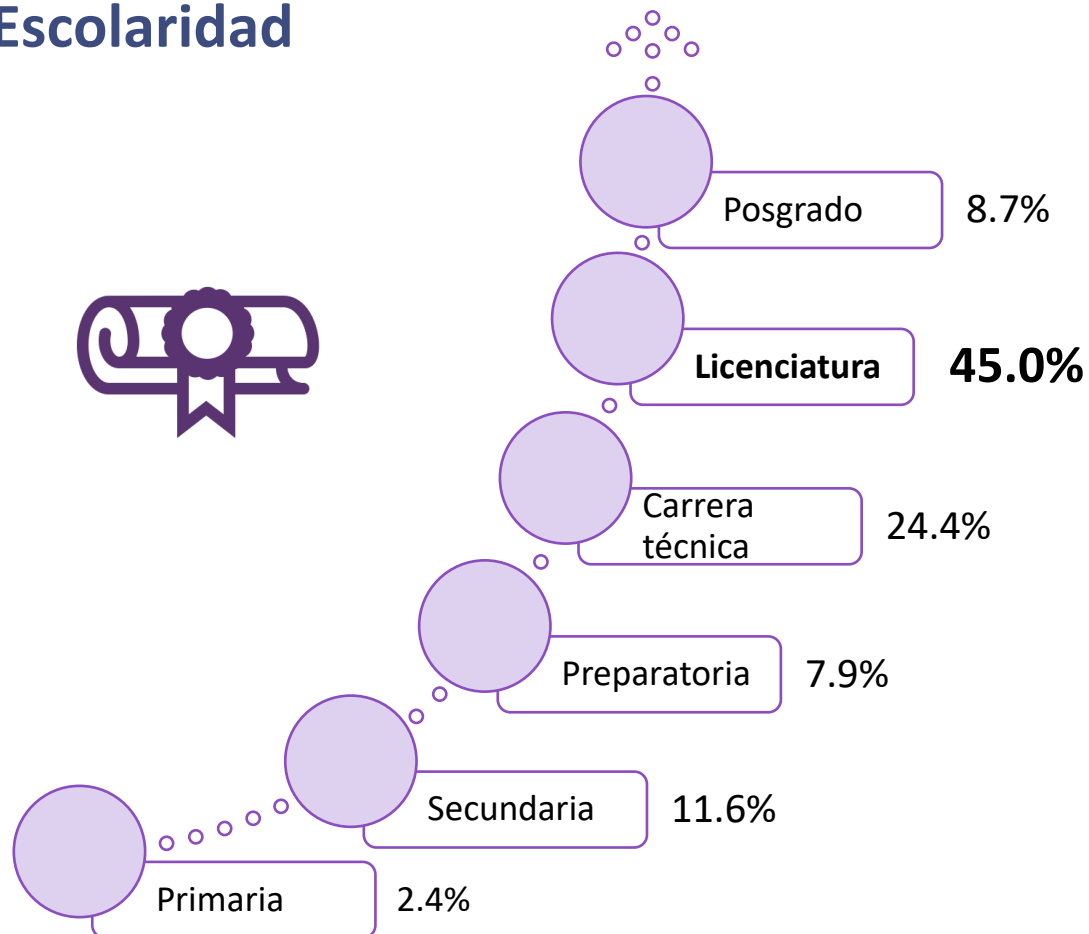 Escolaridad
Posgrado 8.7%
Licenciatura 45.0%
Carrera
técnica 24.4%
Preparatoria 7.9%
Secundaria 11.6%
Primaria 2.4%